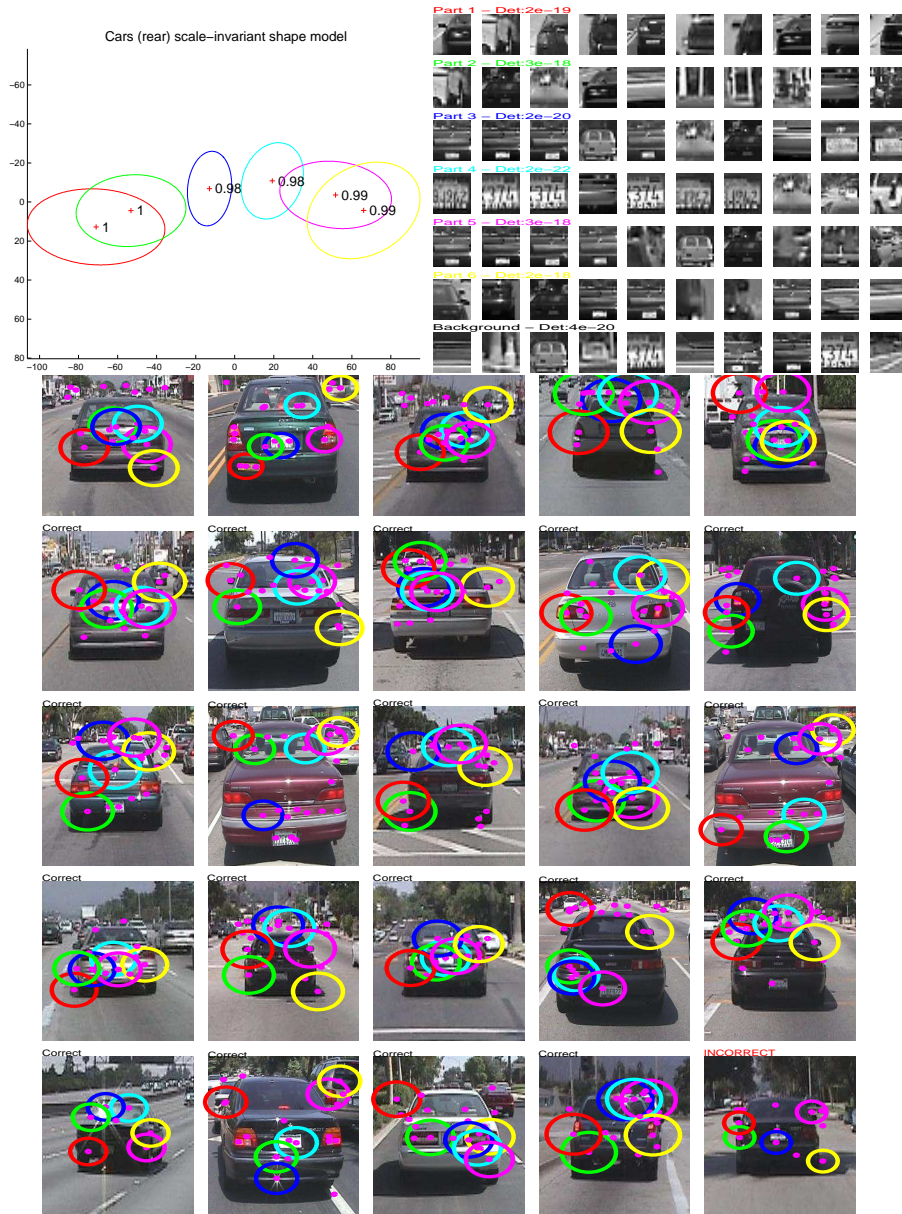 Cars (rear) scale−invariant shape model
−60
−40
−20
0
20
40
60
80
−100 −80 −60 −40 −20 0 20 40 60 80
1
1
0.98
0.98
0.99
0.99
Part 1 − Det:2e−19
Part 2 − Det:3e−18
Part 3 − Det:2e−20
Part 4 − Det:2e−22
Part 5 − Det:3e−18
Part 6 − Det:2e−18
Background − Det:4e−20
Correct Correct Correct Correct Correct
Correct Correct Correct Correct Correct
Correct Correct Correct Correct Correct
Correct Correct Correct Correct INCORRECT